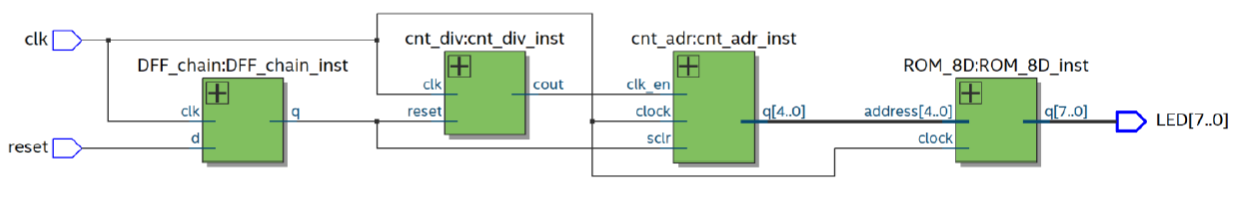 clk
reset
DFF_chain:DFF_chain_inst
clk
d
q
cnt_div:cnt_div_inst
clk
reset
cout
cnt_adr:cnt_adr_inst
clk_en
clock
sclr
q[4..0]
ROM_8D:ROM_8D_inst
address[4..0]
clock
q[7..0]
LED[7..0]